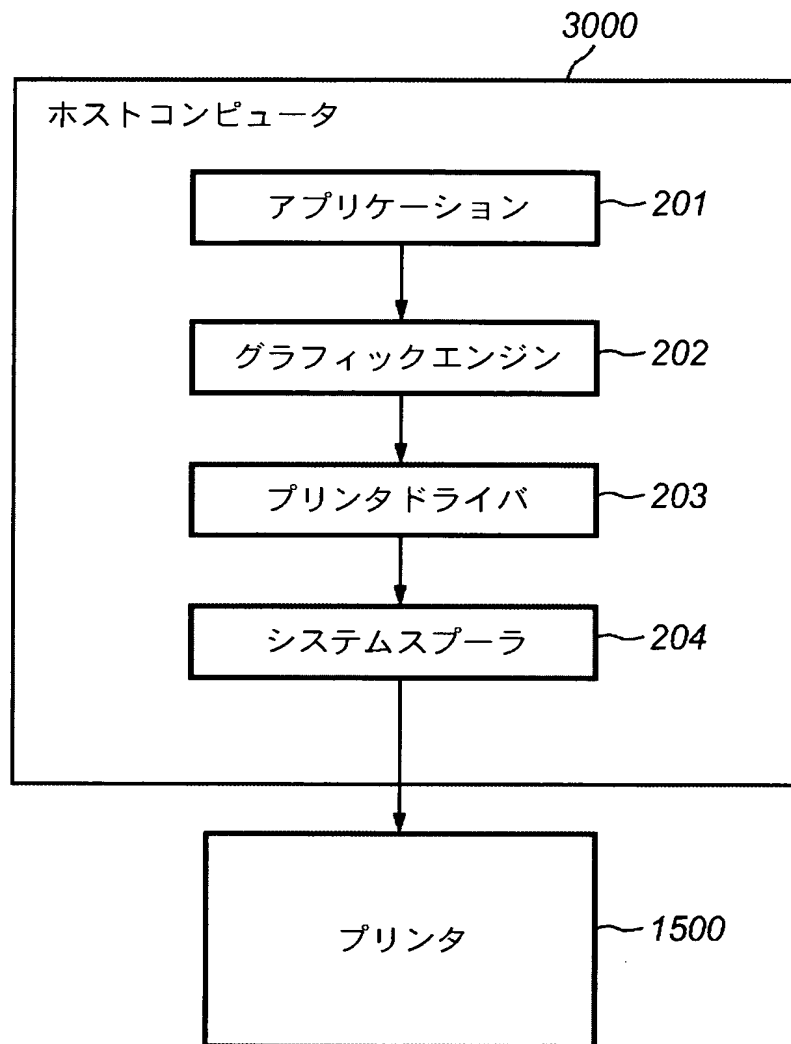 3000
ホストコンピュータ
アプリケーション 201
グラフィックエンジン 202
プリンタドライバ 203
システムスプーラ 204
プリンタ 1500